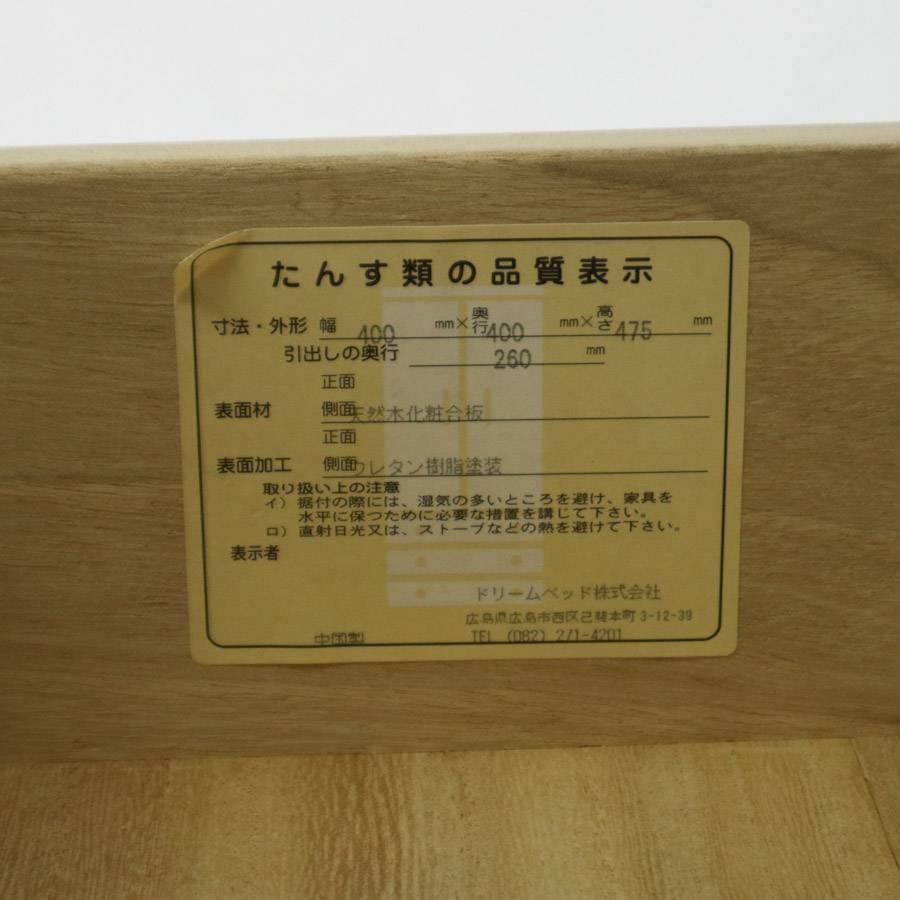 たんす類の品質表示
寸法・外形 幅 400 mm× 奥行 400 mm× 高さ 475 mm
引出しの奥行 260 mm
正面
表面材 側面 天然木化粧合板
正面
表面加工 側面 ウレタン樹脂塗装
取り扱い上の注意
イ) 据付の際には、湿気の多いところを避け、家具を
水平に保つために必要な措置を講じて下さい。
ロ) 直射日光又は、ストーブなどの熱を避けて下さい。
表示者
ドリームベッド株式会社
広島県広島市西区己斐本町3-12-39
中国製 TEL (082) 271-4201